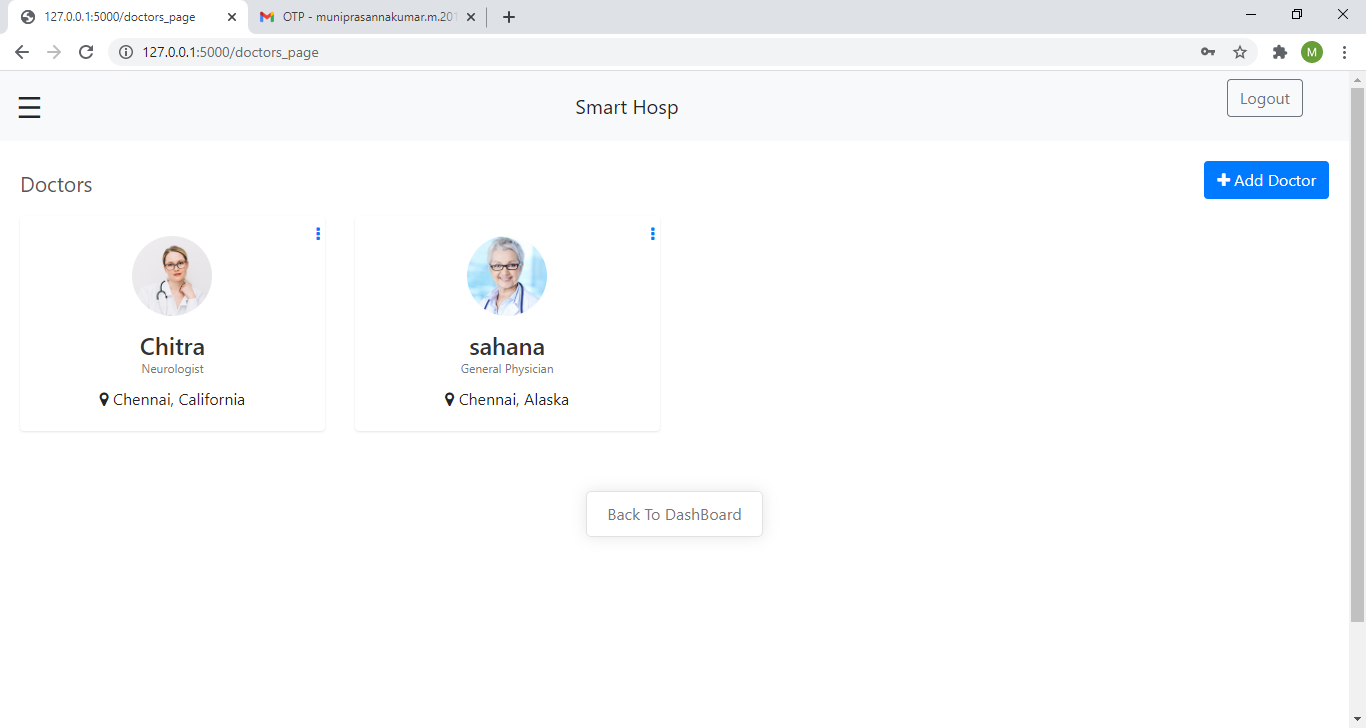 127.0.0.1:5000/doctors_page
OTP - muniprasannakumar.m.201
127.0.0.1:5000/doctors_page
M
Smart Hosp
Logout
Doctors
Add Doctor
Chitra
Neurologist
Chennai, California
sahana
General Physician
Chennai, Alaska
Back To DashBoard